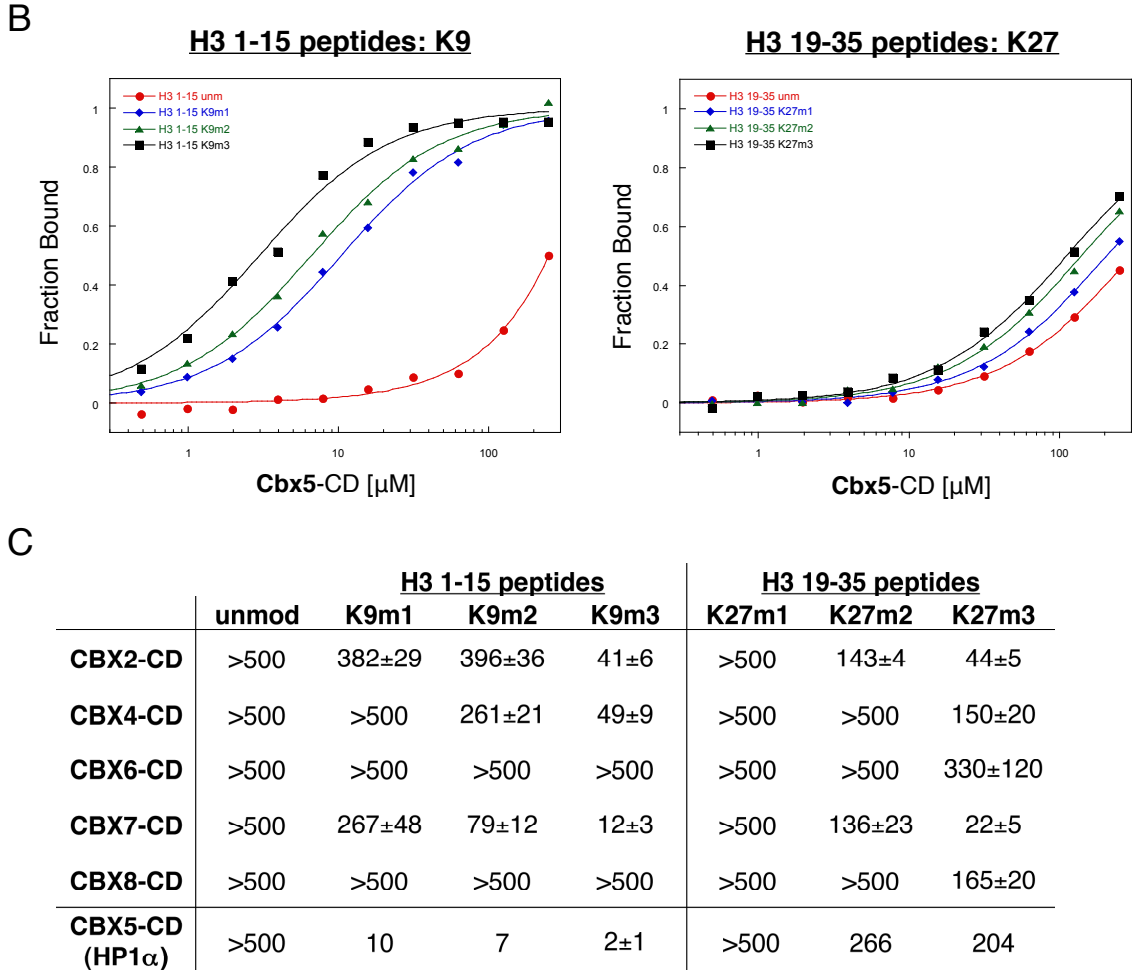 B
H3 1-15 peptides: K9
H3 1-15 unm
H3 1-15 K9m1
H3 1-15 K9m2
H3 1-15 K9m3
1
0.8
0.6
0.4
0.2
0
Fraction Bound
1 10 100
Cbx5-CD [µM]
H3 19-35 peptides: K27
H3 19-35 unm
H3 19-35 K27m1
H3 19-35 K27m2
H3 19-35 K27m3
1
0.8
0.6
0.4
0.2
0
Fraction Bound
1 10 100
Cbx5-CD [µM]
C
H3 1-15 peptides H3 19-35 peptides
unmod K9m1 K9m2 K9m3 K27m1 K27m2 K27m3
CBX2-CD >500 382±29 396±36 41±6 >500 143±4 44±5
CBX4-CD >500 >500 261±21 49±9 >500 >500 150±20
CBX6-CD >500 >500 >500 >500 >500 >500 330±120
CBX7-CD >500 267±48 79±12 12±3 >500 136±23 22±5
CBX8-CD >500 >500 >500 >500 >500 >500 165±20
CBX5-CD
(HP1α) >500 10 7 2±1 >500 266 204